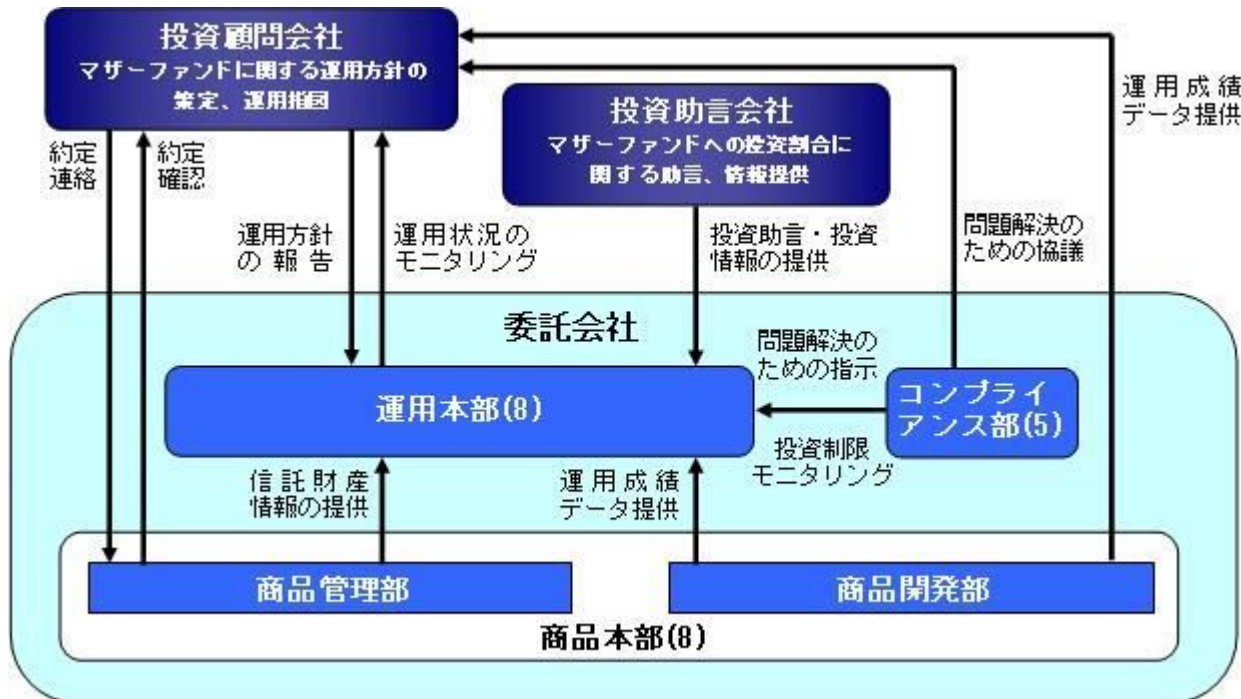 投資顧問会社
マザーファンドに関する運用方針の
策定、運用指図
投資助言会社
マザーファンドへの投資割合に
関する助言、情報提供
運用成績
データ提供
約定
連絡
約定
確認
運用方針
の報告
運用状況の
モニタリング
投資助言・投資
情報の提供
問題解決の
ための協議
委託会社
問題解決の
ための指示
運用本部(8)
コンプライ
アンス部(5)
投資制限
モニタリング
信託財産
情報の提供
運用成績
データ提供
商品管理部
商品開発部
商品本部(8)